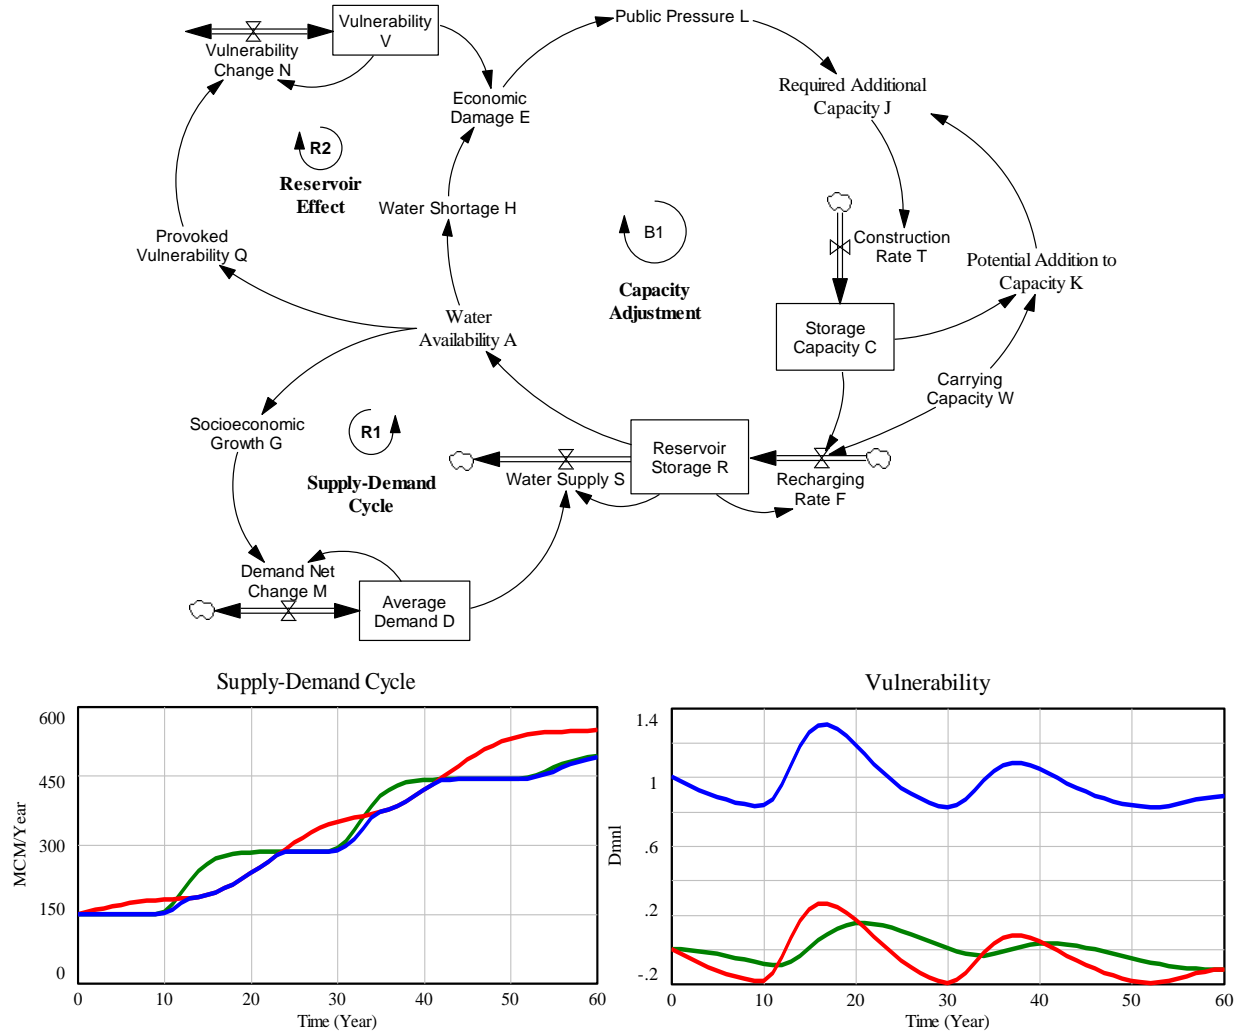 Public Pressure L
Vulnerability
V
Vulnerability
Change N
Economic
Damage E
Required Additional
Capacity J
R2
Reservoir
Effect
Water Shortage H
B1
Construction
Rate T
Provoked
Vulnerability Q
Potential Addition to
Capacity K
Capacity
Adjustment
Water
Availability A
Storage
Capacity C
Carrying
Capacity W
Socioeconomic
Growth G
R1
Supply-Demand
Cycle
Water Supply S
Reservoir
Storage R
Recharging
Rate F
Demand Net
Change M
Average
Demand D
Supply-Demand Cycle
600
450
300
150
0
MCM/Year
0 10 20 30 40 50 60
Time (Year)
Vulnerability
1.4
1
.6
.2
-.2
Dmnl
0 10 20 30 40 50 60
Time (Year)